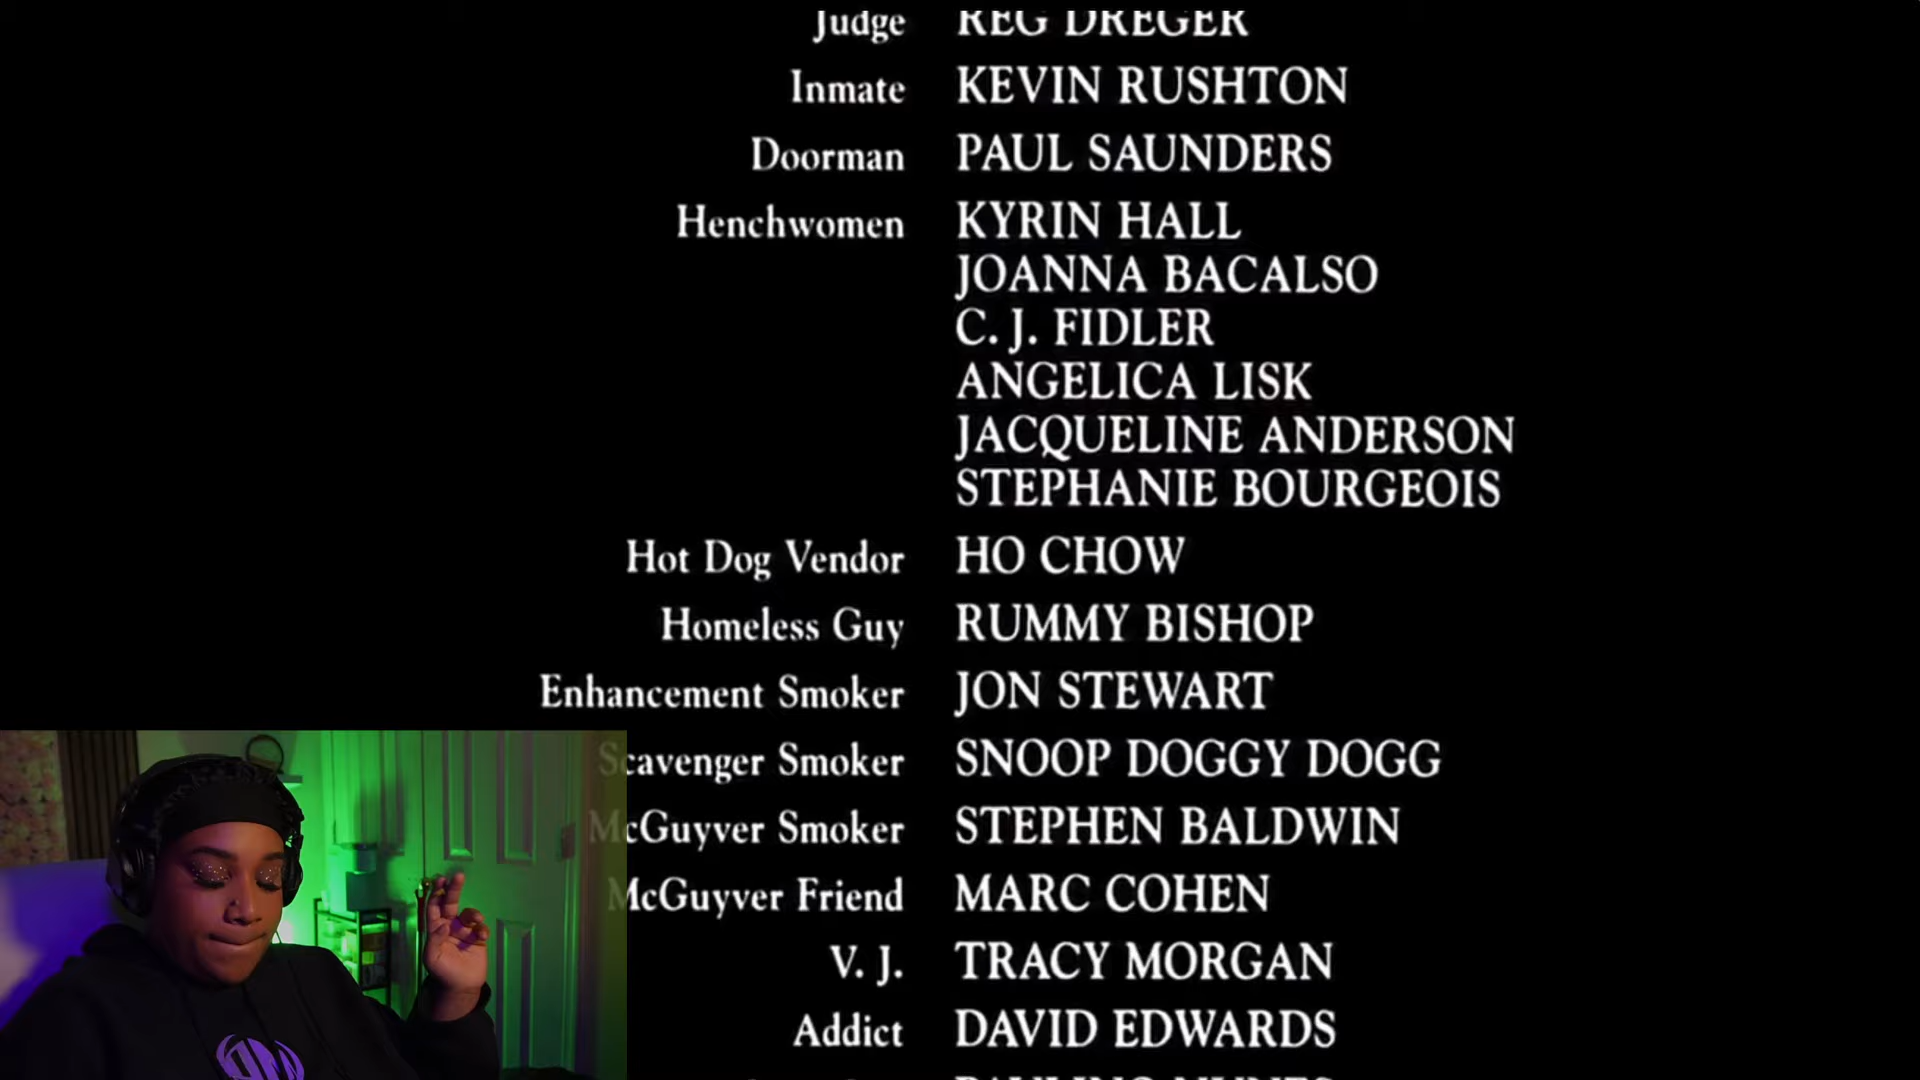 Judge REG DREGER
Inmate KEVIN RUSHTON
Doorman PAUL SAUNDERS
Henchwomen KYRIN HALL
JOANNA BACALSO
C. J. FIDLER
ANGELICA LISK
JACQUELINE ANDERSON
STEPHANIE BOURGEOIS
Hot Dog Vendor HO CHOW
Homeless Guy RUMMY BISHOP
Enhancement Smoker JON STEWART
Scavenger Smoker SNOOP DOGGY DOGG
McGuyver Smoker STEPHEN BALDWIN
McGuyver Friend MARC COHEN
V. J. TRACY MORGAN
Addict DAVID EDWARDS